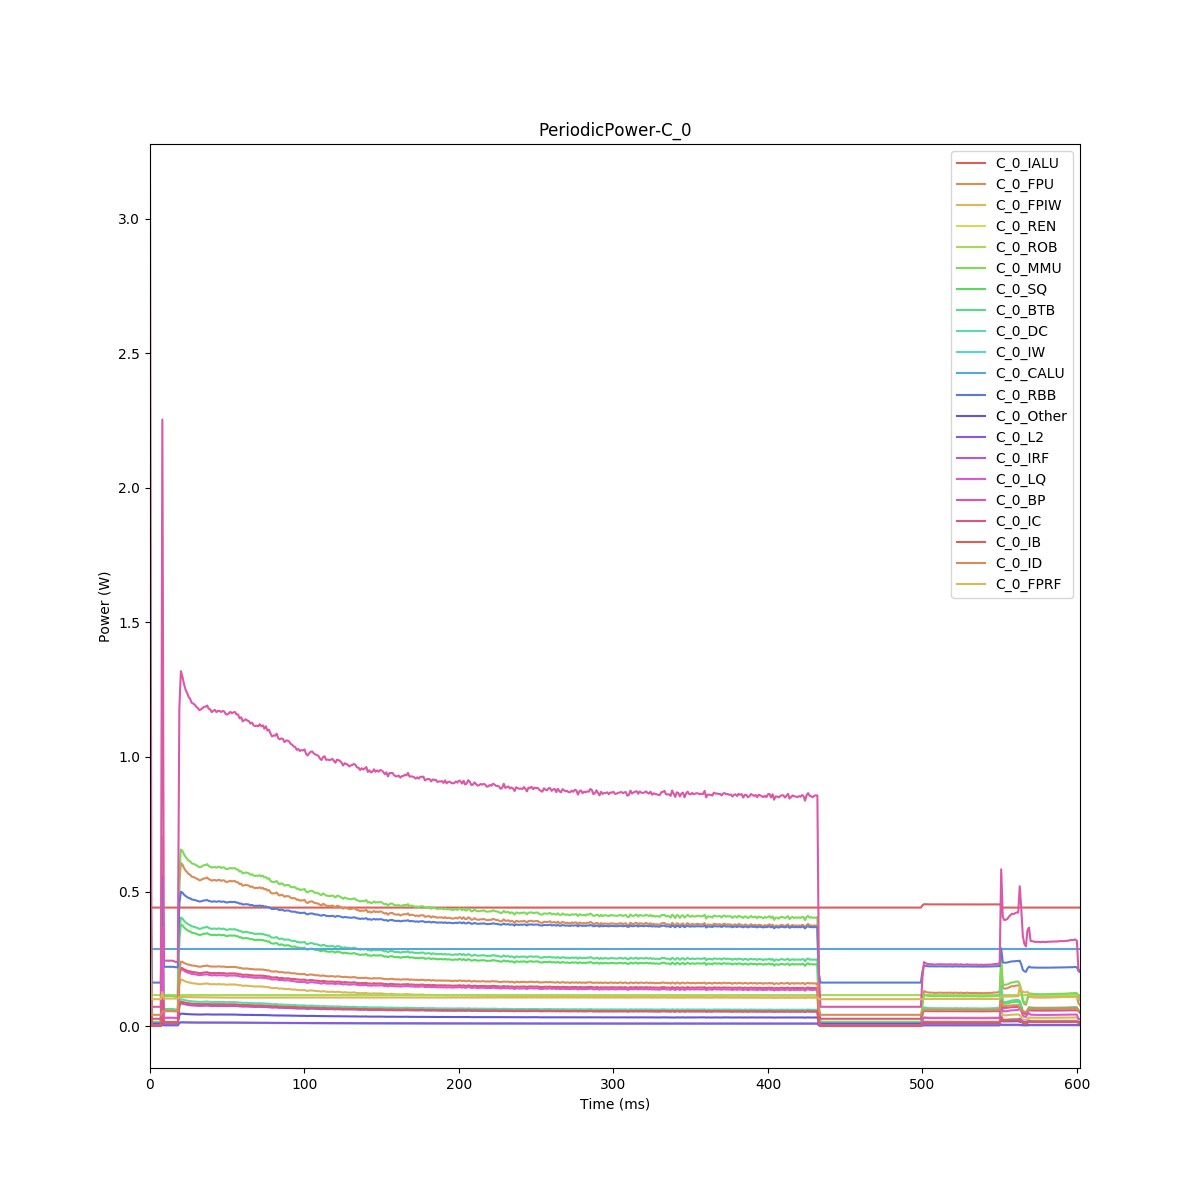 PeriodicPower-C_0
C_0_IALU
C_0_FPU
C_0_FPIW
C_0_REN
C_0_ROB
C_0_MMU
C_0_SQ
C_0_BTB
C_0_DC
C_0_IW
C_0_CALU
C_0_RBB
C_0_Other
C_0_L2
C_0_IRF
C_0_LQ
C_0_BP
C_0_IC
C_0_IB
C_0_ID
C_0_FPRF
3.0
2.5
2.0
1.5
1.0
0.5
0.0
Power (W)
0 100 200 300 400 500 600
Time (ms)